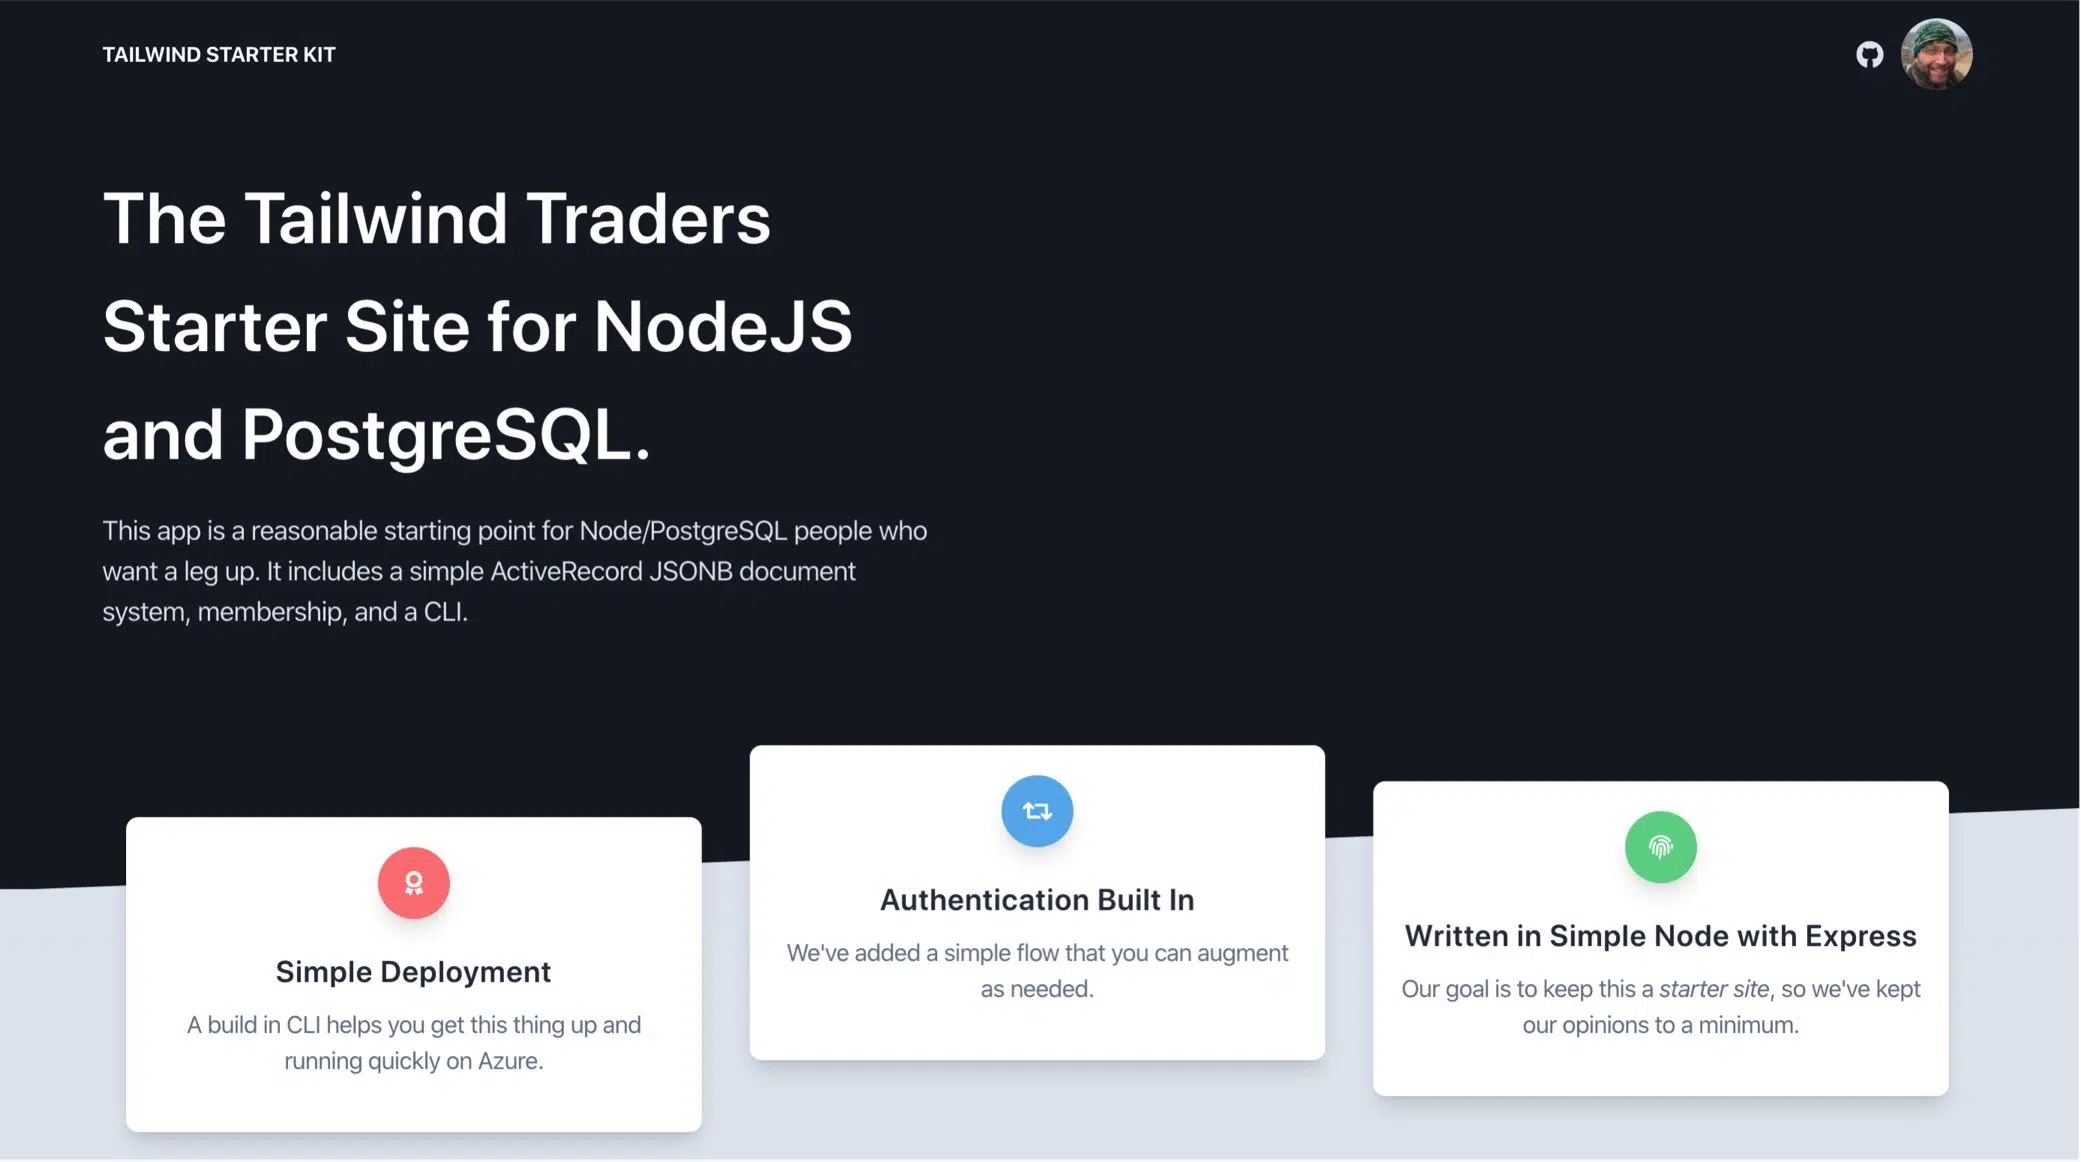 TAILWIND STARTER KIT
The Tailwind Traders
Starter Site for NodeJS
and PostgreSQL.
This app is a reasonable starting point for Node/PostgreSQL people who
want a leg up. It includes a simple ActiveRecord JSONB document
system, membership, and a CLI.
Simple Deployment
A build in CLI helps you get this thing up and
running quickly on Azure.
Authentication Built In
We've added a simple flow that you can augment
as needed.
Written in Simple Node with Express
Our goal is to keep this a starter site, so we've kept
our opinions to a minimum.